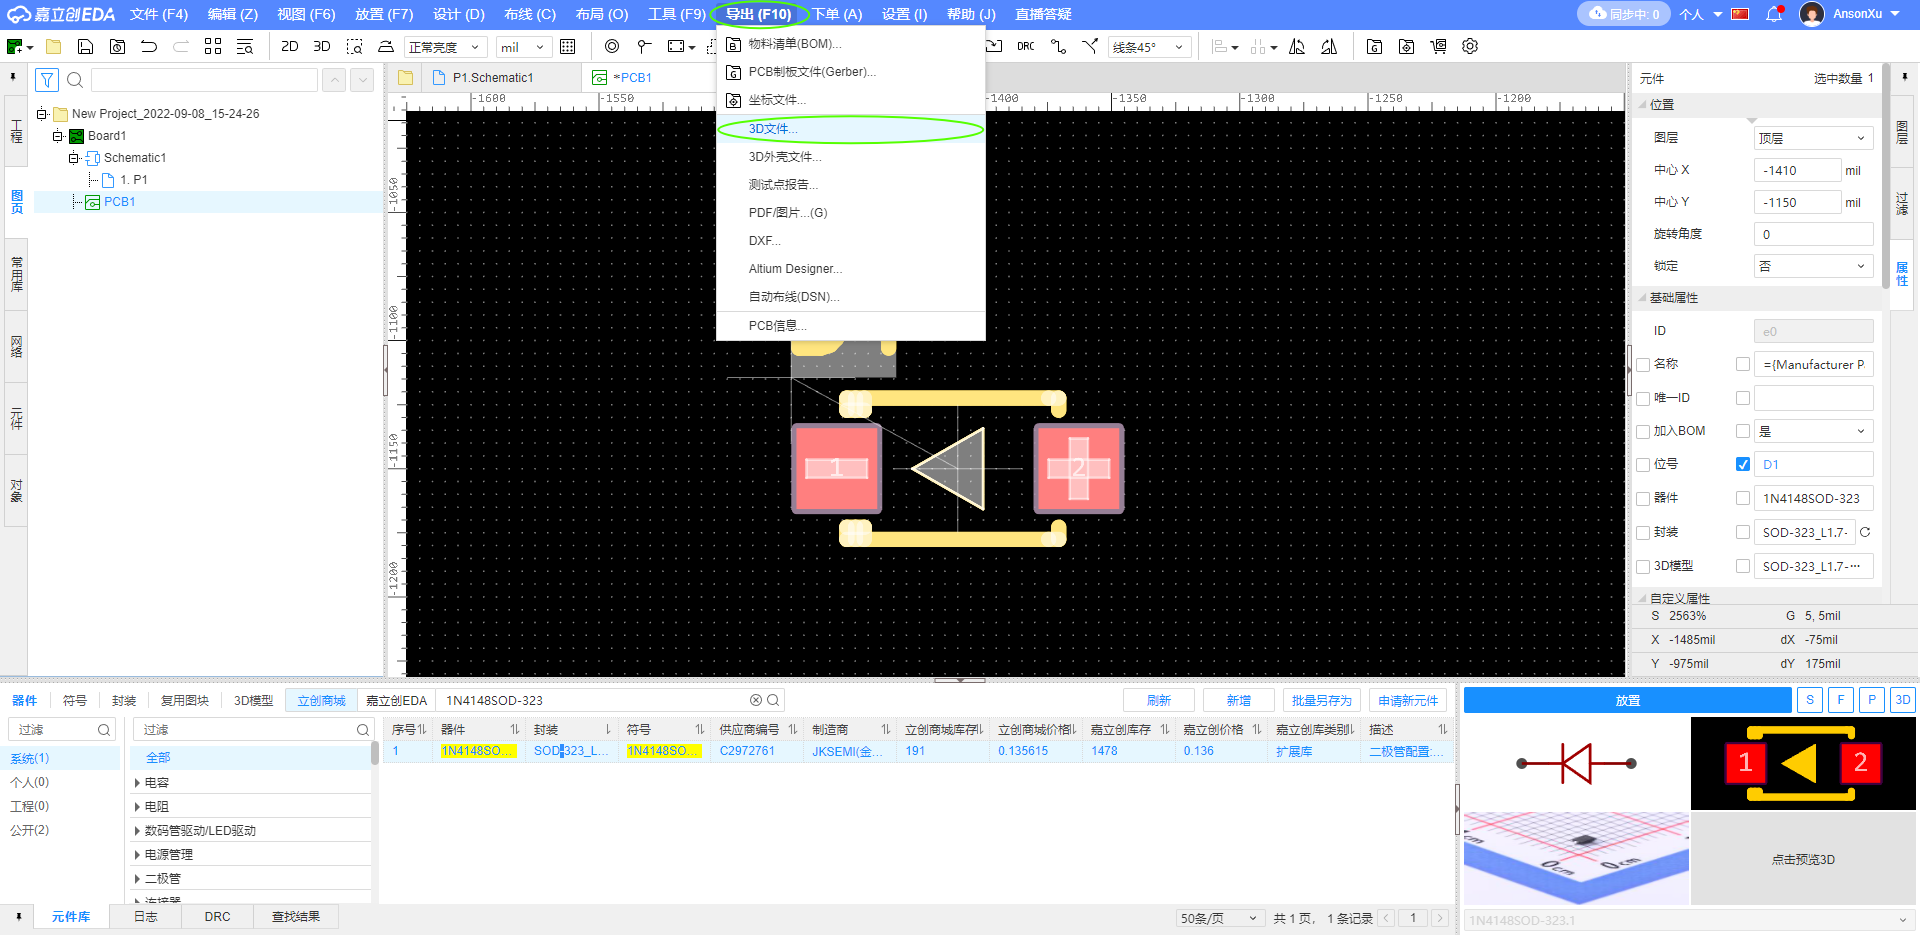 嘉立创EDA 文件 (F4) 编辑 (Z) 视图 (F6) 放置 (F7) 设计 (D) 布线 (C) 布局 (O) 工具 (F9) 导出 (F10) 下单 (A) 设置 (I) 帮助 (J) 直播答疑 同步中: 0 个人 AnsonXu
2D 3D 正常亮度 mil DRC 线条45°
P1.Schematic1 *PCB1
物料清单(BOM)...
PCB制板文件(Gerber)...
坐标文件...
3D文件...
3D外壳文件...
测试点报告...
PDF/图片...(G)
DXF...
Altium Designer...
自动布线(DSN)...
PCB信息...
工程
图页
常用库
网络
元件
对象
New Project_2022-09-08_15-24-26
Board1
Schematic1
1. P1
PCB1
-1600 -1550 -1400 -1350 -1300 -1250 -1200
-1050
-1100
-1150
-1200
1 2
元件 选中数量 1
位置
图层 顶层
中心 X -1410 mil
中心 Y -1150 mil
旋转角度 0
锁定 否
基础属性
ID e0
名称 ={Manufacturer P
唯一ID
加入BOM 是
位号 D1
器件 1N4148SOD-323
封装 SOD-323_L1.7-
3D模型 SOD-323_L1.7-...
自定义属性
S 2563% G 5, 5mil
X -1485mil dX -75mil
Y -975mil dY 175mil
图层
过滤
属性
器件 符号 封装 复用图块 3D模型 立创商城 嘉立创EDA 1N4148SOD-323 刷新 新增 批量另存为 申请新元件
过滤 过滤
系统(1)
个人(0)
工程(0)
公开(2)
全部
电容
电阻
数码管驱动/LED驱动
电源管理
二极管
连接器
序号 器件 封装 符号 供应商编号 制造商 立创商城库存 立创商城价格 嘉立创库存 嘉立创价格 嘉立创库类别 描述
1 1N4148SO... SOD-323_L... 1N4148SO... C2972761 JKSEMI(金... 191 0.135615 1478 0.136 扩展库 二极管配置:...
放置 S F P 3D
1 2
0 cm 0 cm
点击预览3D
元件库 日志 DRC 查找结果
50条/页 共 1 页, 1 条记录 1
1N4148SOD-323.1